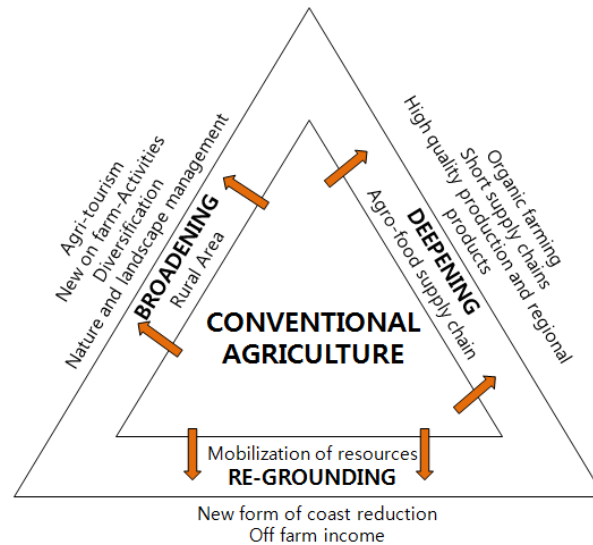 Agri-tourism
New on farm-Activities
Diversification
Nature and landscape management
BROADENING
Rural Area
Organic farming
Short supply chains
High quality production and regional
products
DEEPENING
Agro-food supply chain
CONVENTIONAL
AGRICULTURE
Mobilization of resources
RE-GROUNDING
New form of coast reduction
Off farm income